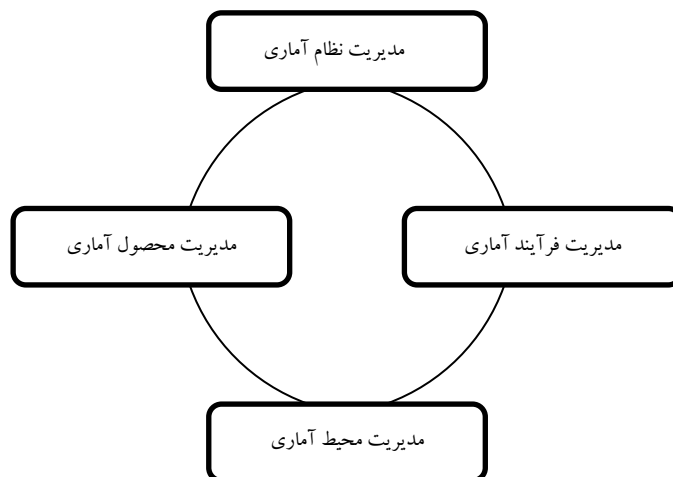 مدیریت نظام آماری
مدیریت فرآیند آماری
مدیریت محصول آماری
مدیریت محیط آماری